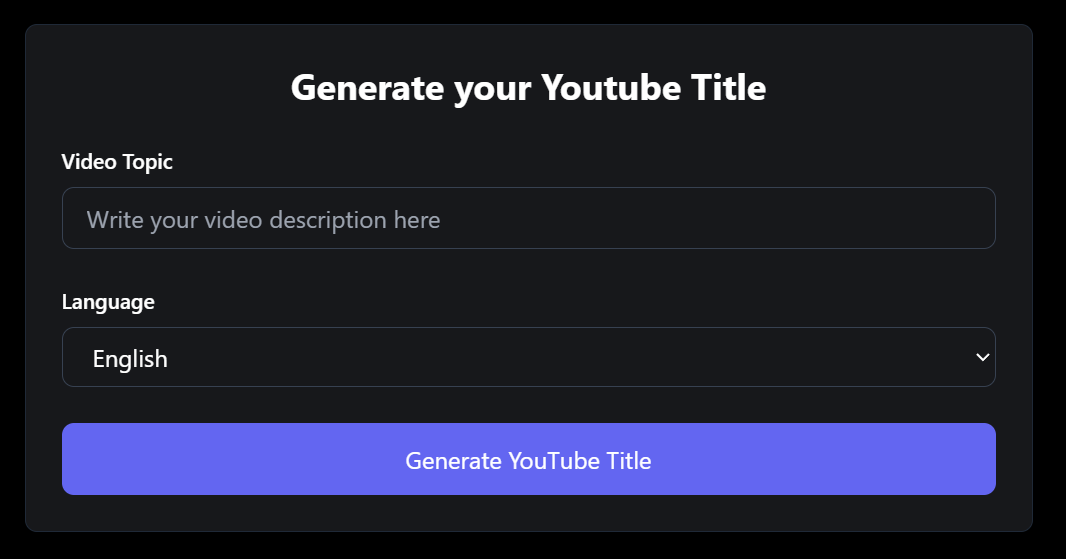 Generate your Youtube Title
Video Topic
Write your video description here
Language
English
Generate YouTube Title